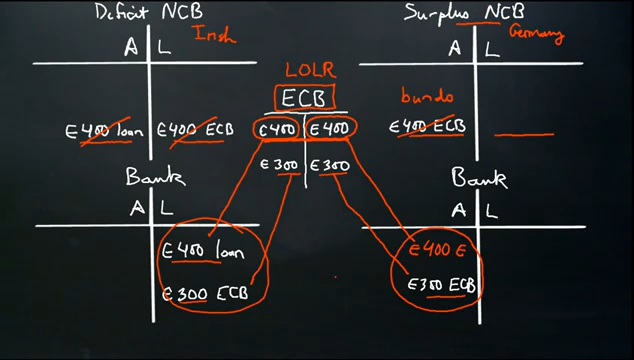 Deficit NCB
Irish
A L
Surplus NCB
Germany
A L
LOLR
ECB
€400 loan €400 ECB
€400 €400
€300 €300
bunds
€400 ECB
Bank
A L
€400 loan
€300 ECB
Bank
A L
€400 E
€300 ECB